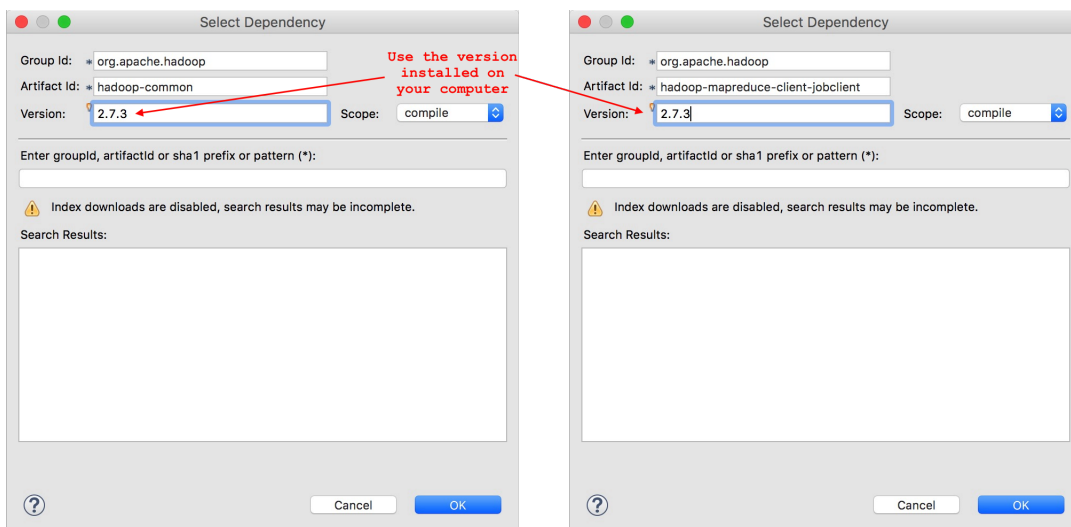 Select Dependency
Group Id: * org.apache.hadoop
Artifact Id: * hadoop-common
Version: 2.7.3 Scope: compile
Enter groupId, artifactId or sha1 prefix or pattern (*):
Index downloads are disabled, search results may be incomplete.
Search Results:
? Cancel OK
Use the version
installed on
your computer
Select Dependency
Group Id: * org.apache.hadoop
Artifact Id: * hadoop-mapreduce-client-jobclient
Version: 2.7.3 Scope: compile
Enter groupId, artifactId or sha1 prefix or pattern (*):
Index downloads are disabled, search results may be incomplete.
Search Results:
? Cancel OK